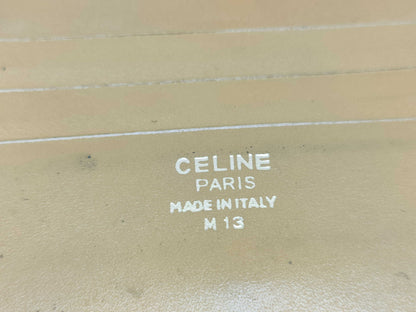 CELINE
PARIS
MADE IN ITALY
M 13